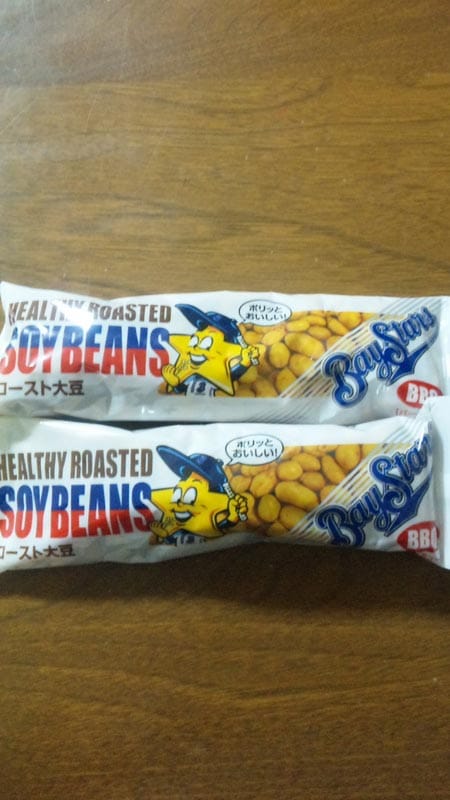 HEALTHY ROASTED
SOYBEANS
ロースト大豆
ポリッと
おいしい!
BayStars
BBQ
HEALTHY ROASTED
SOYBEANS
ロースト大豆
ポリッと
おいしい!
BayStars
BBQ